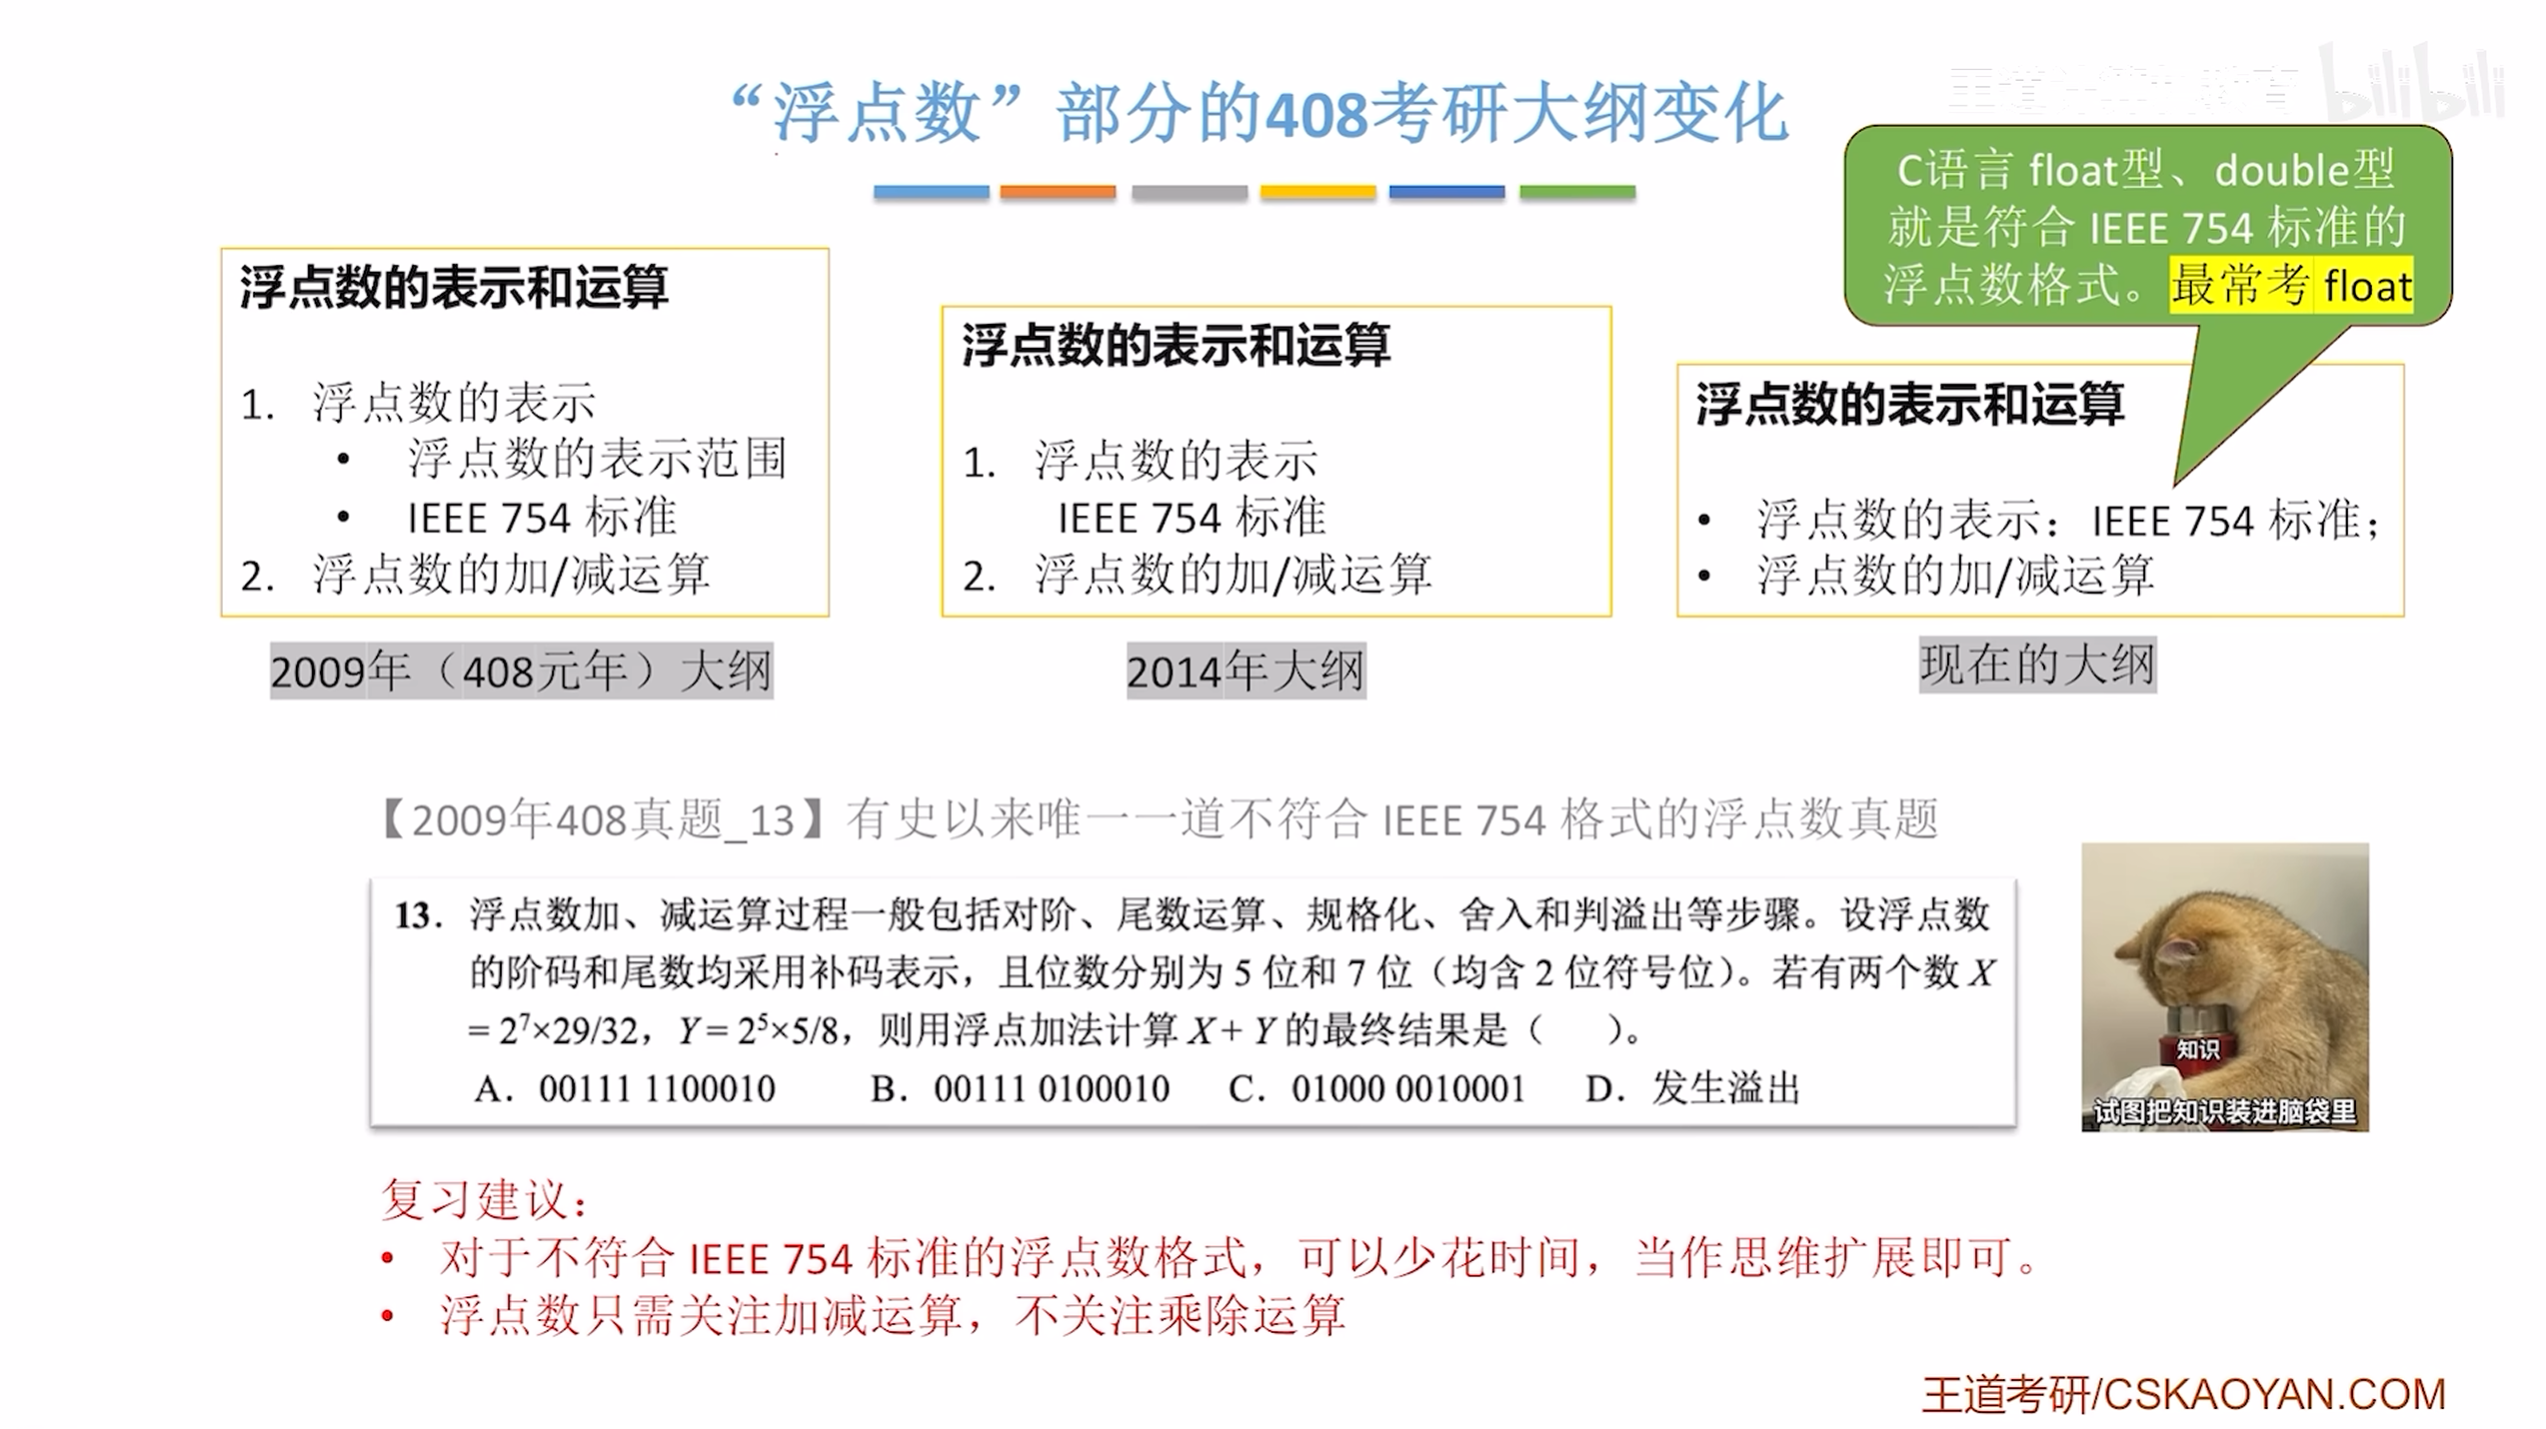 “浮点数”部分的408考研大纲变化
bilibili
C语言 float型、double型
就是符合 IEEE 754 标准的
浮点数格式。最常考 float
浮点数的表示和运算
1. 浮点数的表示
• 浮点数的表示范围
• IEEE 754 标准
2. 浮点数的加/减运算
2009年（408元年）大纲
浮点数的表示和运算
1. 浮点数的表示
IEEE 754 标准
2. 浮点数的加/减运算
2014年大纲
浮点数的表示和运算
• 浮点数的表示：IEEE 754 标准；
• 浮点数的加/减运算
现在的大纲
【2009年408真题_13】有史以来唯一一道不符合 IEEE 754 格式的浮点数真题
13. 浮点数加、减运算过程一般包括对阶、尾数运算、规格化、舍入和判溢出等步骤。设浮点数
的阶码和尾数均采用补码表示，且位数分别为 5 位和 7 位（均含 2 位符号位）。若有两个数 X
= 2⁷×29/32，Y = 2⁵×5/8，则用浮点加法计算 X + Y 的最终结果是（ ）。
A. 00111 1100010 B. 00111 0100010 C. 01000 0010001 D. 发生溢出
知识
试图把知识装进脑袋里
复习建议：
• 对于不符合 IEEE 754 标准的浮点数格式，可以少花时间，当作思维扩展即可。
• 浮点数只需关注加减运算，不关注乘除运算
王道考研/CSKAOYAN.COM